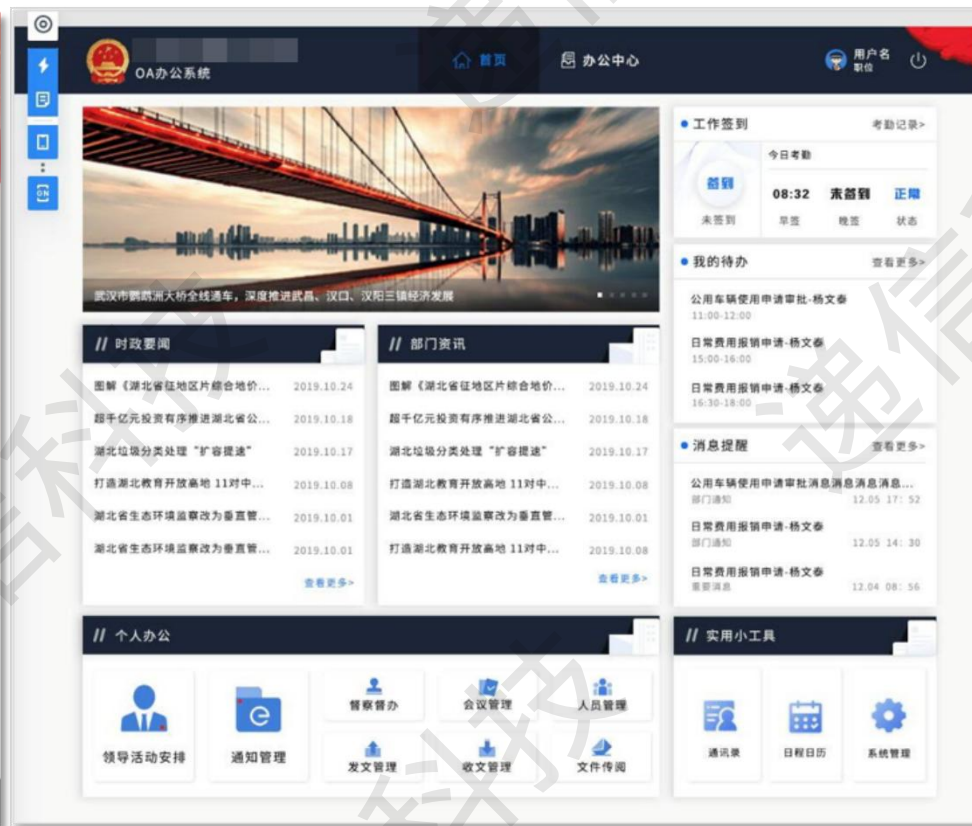 OA办公系统
首页
办公中心
用户名
职位
武汉市鹦鹉洲大桥全线通车，深度推进武昌、汉口、汉阳三镇经济发展
工作签到
考勤记录>
今日考勤
签到
未签到
08:32
未签到
正常
早签
晚签
状态
我的待办
查看更多>
公用车辆使用申请审批-杨文泰
11:00-12:00
日常费用报销申请-杨文泰
15:00-16:00
日常费用报销申请-杨文泰
16:30-18:00
// 时政要闻
图解《湖北省征地区片综合地价... 2019.10.24
超千亿元投资有序推进湖北省公... 2019.10.18
湖北垃圾分类处理“扩容提速” 2019.10.17
打造湖北教育开放高地 11对中... 2019.10.08
湖北省生态环境监察改为垂直管... 2019.10.01
湖北省生态环境监察改为垂直管... 2019.10.01
查看更多>
// 部门资讯
图解《湖北省征地区片综合地价... 2019.10.24
超千亿元投资有序推进湖北省公... 2019.10.18
湖北垃圾分类处理“扩容提速” 2019.10.17
打造湖北教育开放高地 11对中... 2019.10.08
湖北省生态环境监察改为垂直管... 2019.10.01
打造湖北教育开放高地 11对中... 2019.10.08
查看更多>
消息提醒
查看更多>
公用车辆使用申请审批消息消息消息消息...
部门通知 12.05 17: 52
日常费用报销申请-杨文泰
部门通知 12.05 14: 30
日常费用报销申请-杨文泰
重要消息 12.04 08: 56
// 个人办公
领导活动安排
通知管理
督察督办
会议管理
人员管理
发文管理
收文管理
文件传阅
// 实用小工具
通讯录
日程日历
系统管理
递信
科技